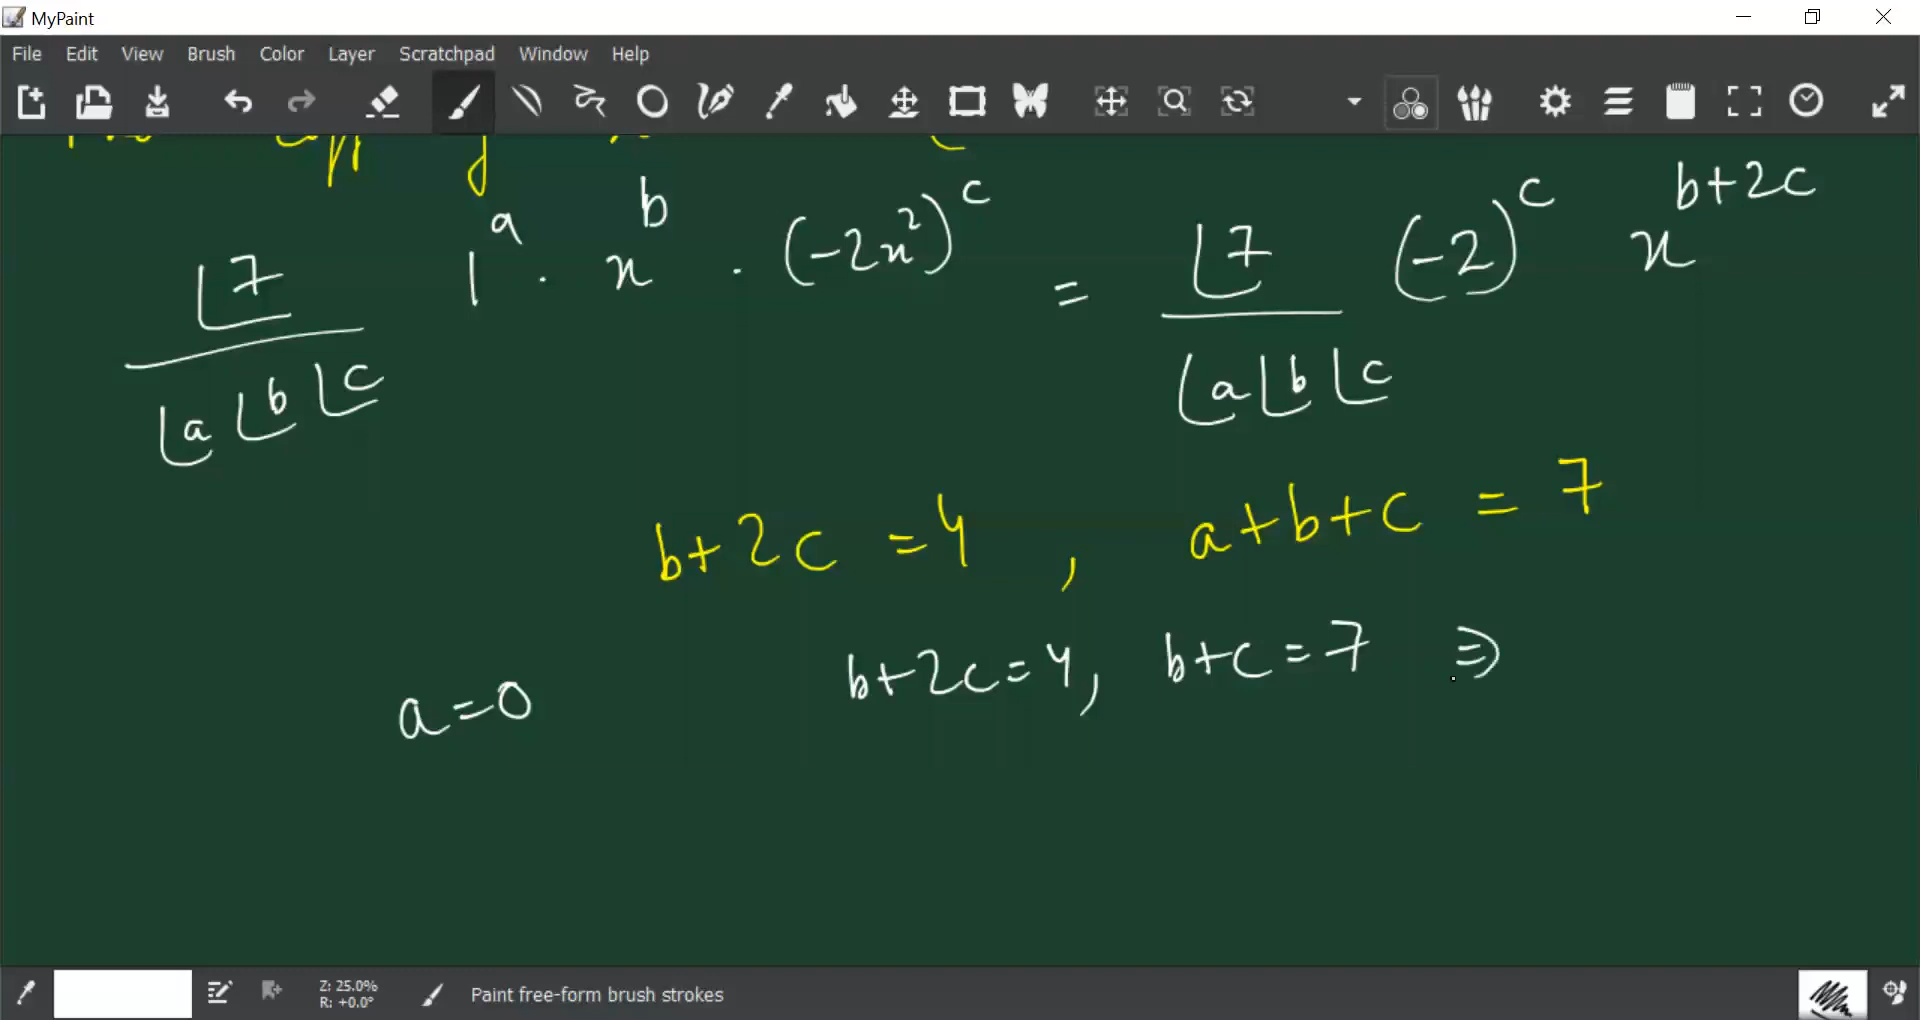 MyPaint
File Edit View Brush Color Layer Scratchpad Window Help
⌊7 / ⌊a ⌊b ⌊c 1^a · x^b · (-2x²)^c = ⌊7 / ⌊a ⌊b ⌊c (-2)^c x^(b+2c)
b+2c = 4 , a+b+c = 7
a=0 b+2c=4, b+c=7 ⇒
Z: 25.0%
R: +0.0°
Paint free-form brush strokes